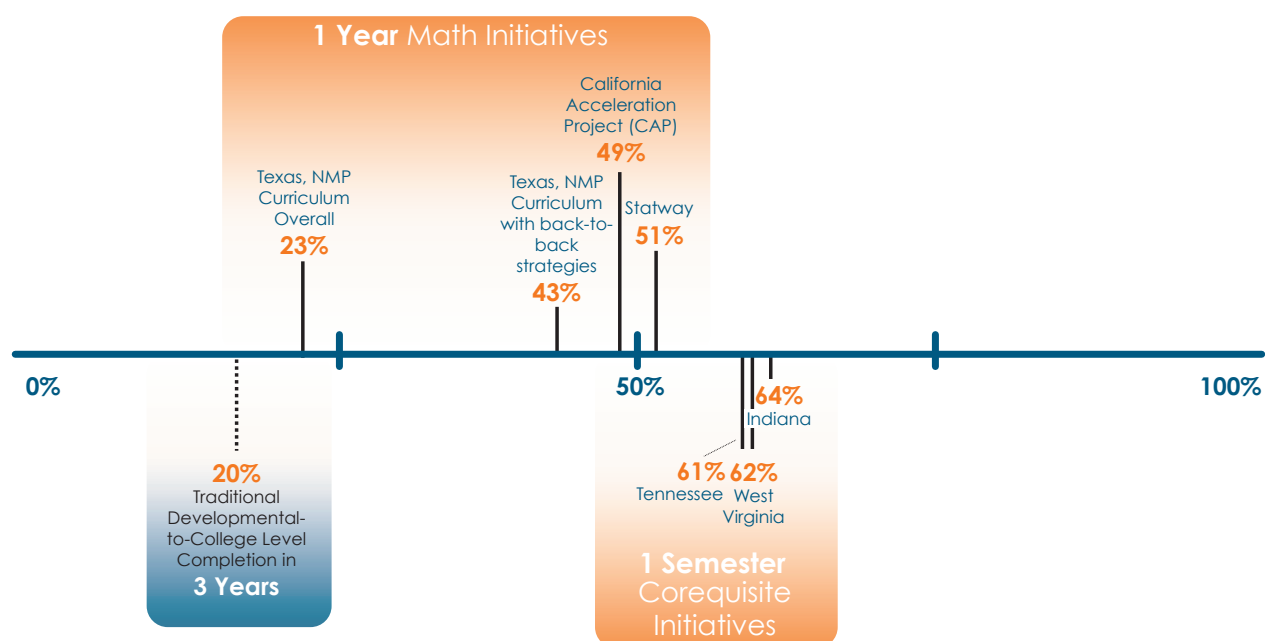 1 Year Math Initiatives
California
Acceleration
Project (CAP)
49%
Texas, NMP
Curriculum
Overall
23%
Texas, NMP
Curriculum
with back-to-
back
strategies
43%
Statway
51%
0%
50%
100%
20%
Traditional
Developmental-
to-College Level
Completion in
3 Years
64%
Indiana
61%
Tennessee
62%
West
Virginia
1 Semester
Corequisite
Initiatives